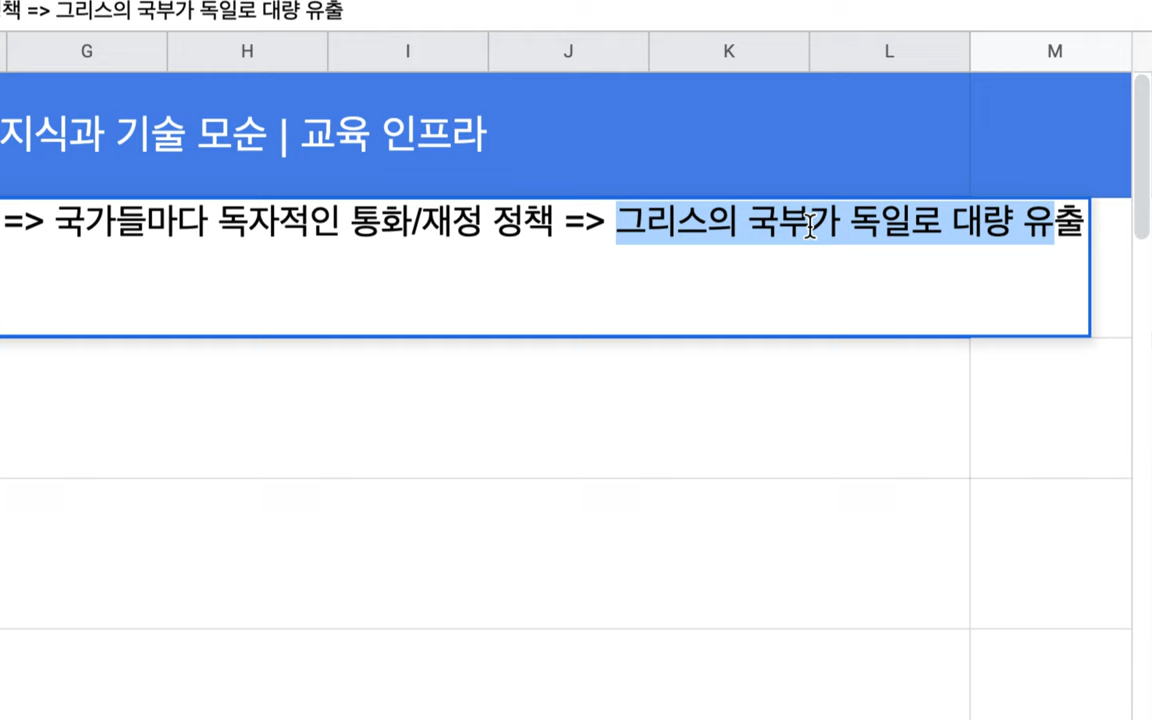 책 => 그리스의 국부가 독일로 대량 유출
G H I J K L M
지식과 기술 모순 | 교육 인프라
=> 국가들마다 독자적인 통화/재정 정책 => 그리스의 국부가 독일로 대량 유출